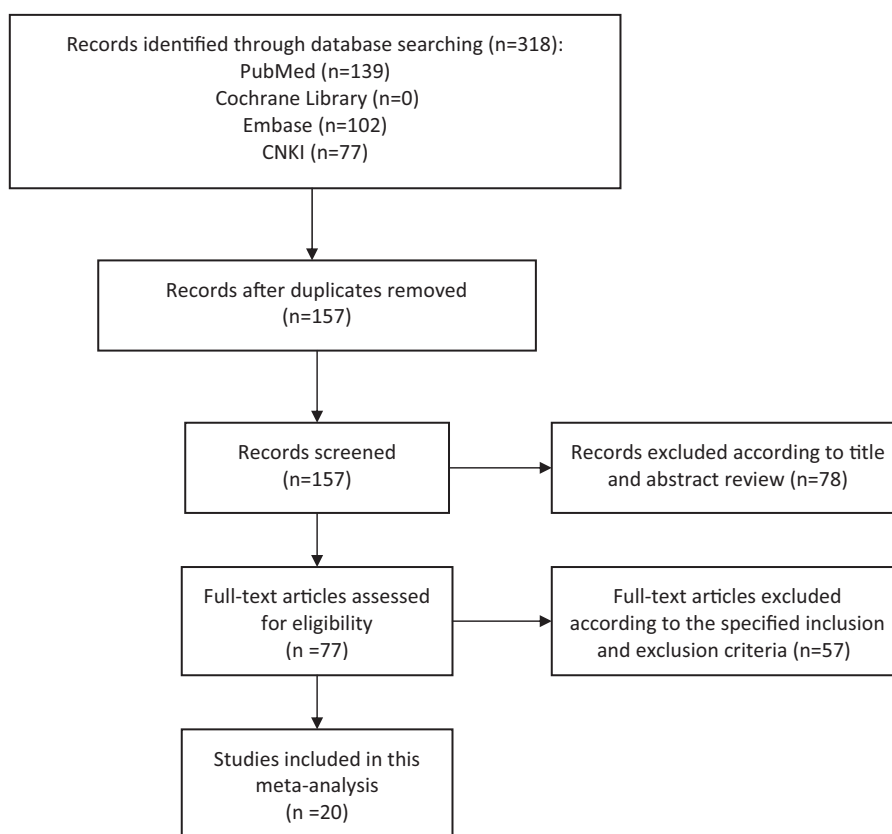 Records identified through database searching (n=318):
PubMed (n=139)
Cochrane Library (n=0)
Embase (n=102)
CNKI (n=77)
Records after duplicates removed
(n=157)
Records screened
(n=157)
Records excluded according to title
and abstract review (n=78)
Full-text articles assessed
for eligibility
(n =77)
Full-text articles excluded
according to the specified inclusion
and exclusion criteria (n=57)
Studies included in this
meta-analysis
(n =20)